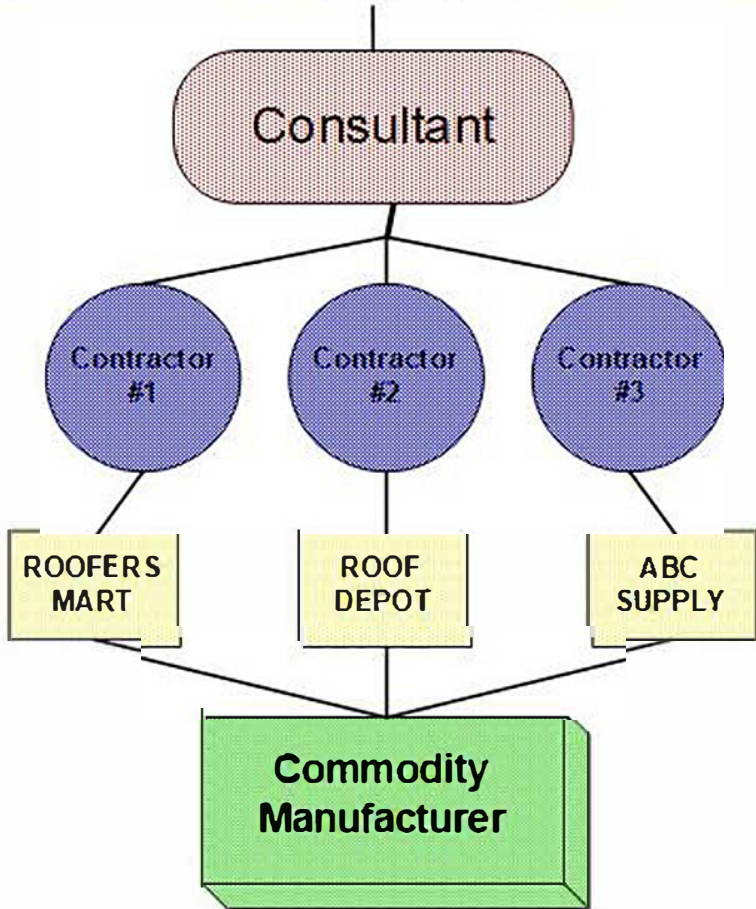 Consultant
Contractor
#1
Contractor
#2
Contractor
#3
ROOFERS
MART
ROOF
DEPOT
ABC
SUPPLY
Commodity
Manufacturer